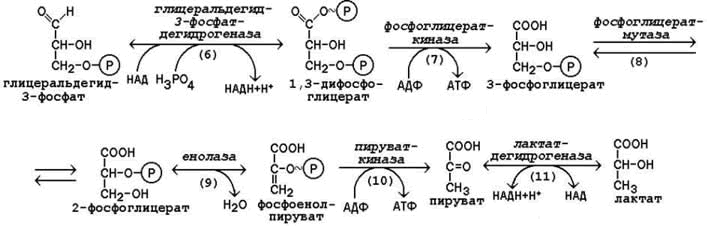 глицеральдегид-
3-фосфат-
дегидрогеназа
(6)
O H
C
CH-OH
CH₂-O-P
глицеральдегид-
3-фосфат
НАД
H₃PO₄
НАДН+Н⁺
O O~P
C
CH-OH
CH₂-O-P
1,3-дифосфо-
глицерат
фосфоглицерат-
киназа
(7)
АДФ
АТФ
COOH
CH-OH
CH₂-O-P
3-фосфоглицерат
фосфоглицерат-
мутаза
(8)
COOH
CH-O-P
CH₂-OH
2-фосфоглицерат
енолаза
(9)
H₂O
COOH
C-O~P
CH₂
фосфоенол-
пируват
пируват-
киназа
(10)
АДФ
АТФ
COOH
C=O
CH₃
пируват
лактат-
дегидрогеназа
(11)
НАДН+Н⁺
НАД
COOH
CH-OH
CH₃
лактат